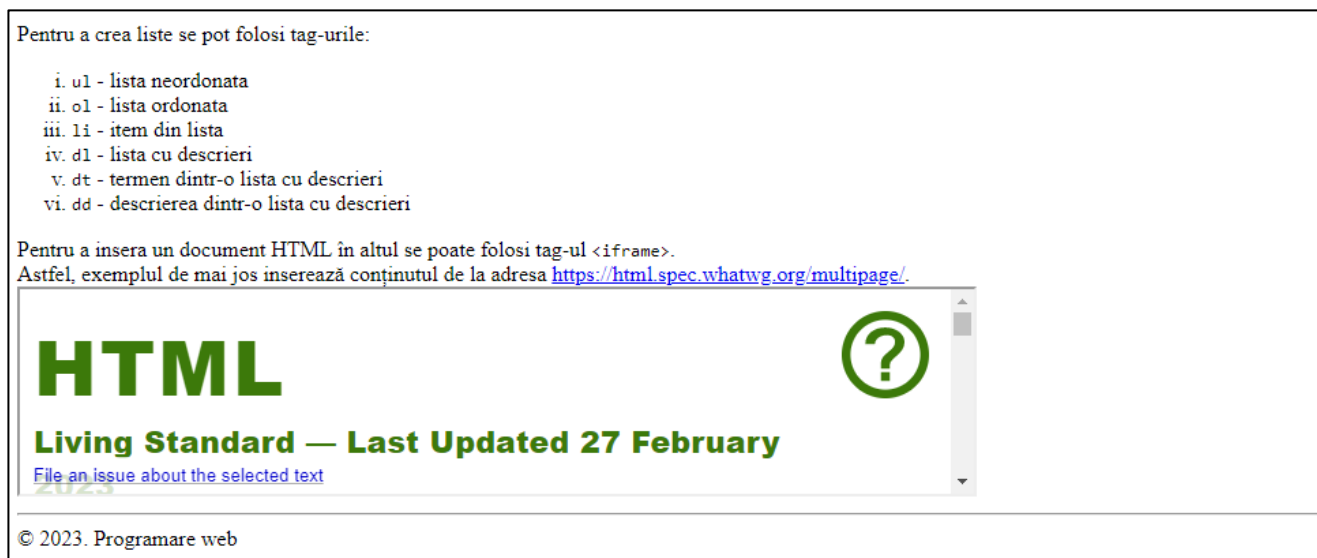 Pentru a crea liste se pot folosi tag-urile:
i. ul - lista neordonata
ii. ol - lista ordonata
iii. li - item din lista
iv. dl - lista cu descrieri
v. dt - termen dintr-o lista cu descrieri
vi. dd - descrierea dintr-o lista cu descrieri
Pentru a insera un document HTML în altul se poate folosi tag-ul <iframe>.
Astfel, exemplul de mai jos inserează conținutul de la adresa https://html.spec.whatwg.org/multipage/.
HTML
?
Living Standard — Last Updated 27 February
File an issue about the selected text
2023
© 2023. Programare web